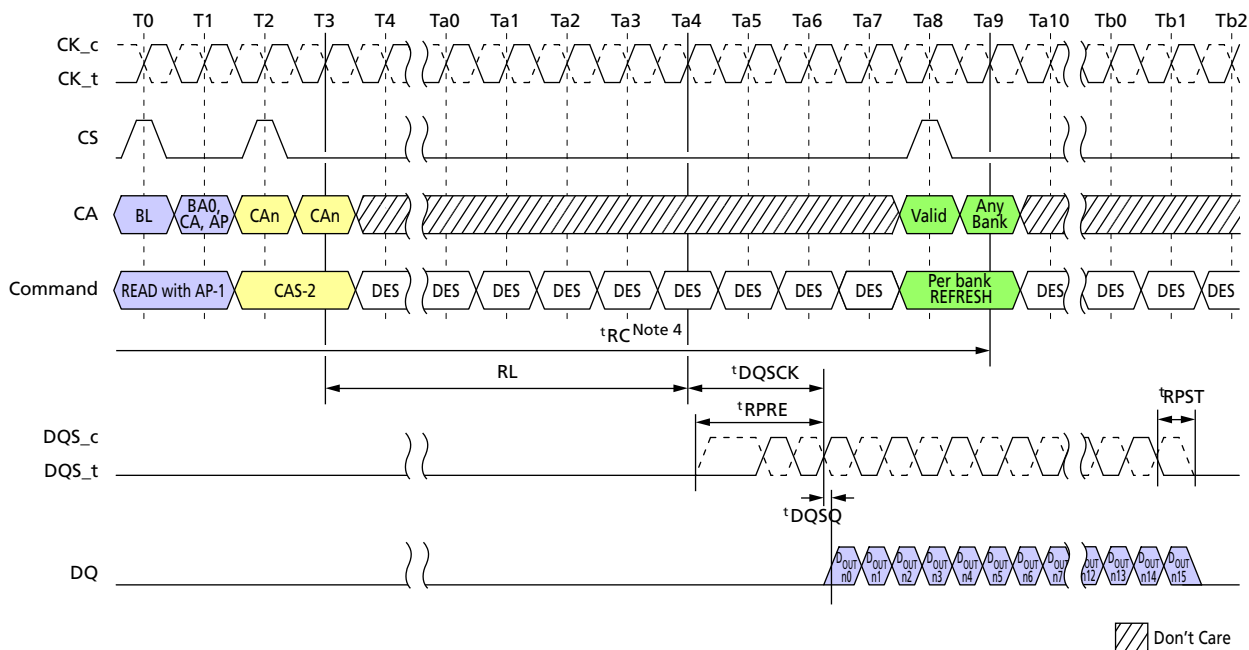 T0 T1 T2 T3 T4 Ta0 Ta1 Ta2 Ta3 Ta4 Ta5 Ta6 Ta7 Ta8 Ta9 Ta10 Tb0 Tb1 Tb2
CK_c
CK_t
CS
CA BL BA0, CA, AP CAn CAn Valid Any Bank
Command READ with AP-1 CAS-2 DES DES DES DES DES DES DES DES DES Per bank REFRESH DES DES DES DES
tRC Note 4
RL tDQSCK
tRPRE tRPST
DQS_c
DQS_t
tDQSQ
DQ DOUT n0 DOUT n1 DOUT n2 DOUT n3 DOUT n4 DOUT n5 DOUT n6 DOUT n7 DOUT n12 DOUT n13 DOUT n14 DOUT n15
Don't Care